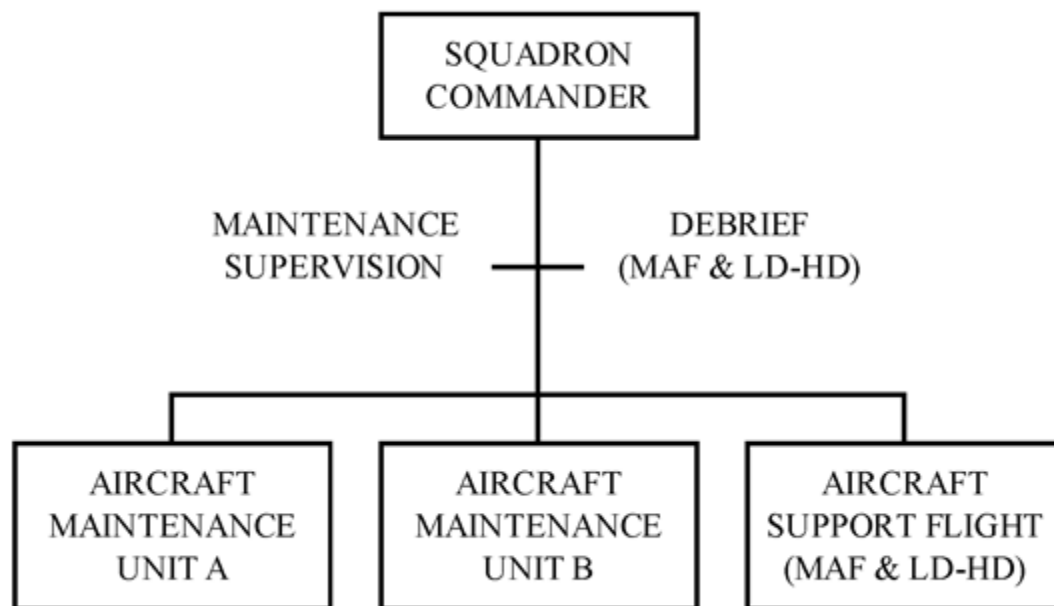 SQUADRON
COMMANDER
MAINTENANCE
SUPERVISION
DEBRIEF
(MAF & LD-HD)
AIRCRAFT
MAINTENANCE
UNIT A
AIRCRAFT
MAINTENANCE
UNIT B
AIRCRAFT
SUPPORT FLIGHT
(MAF & LD-HD)